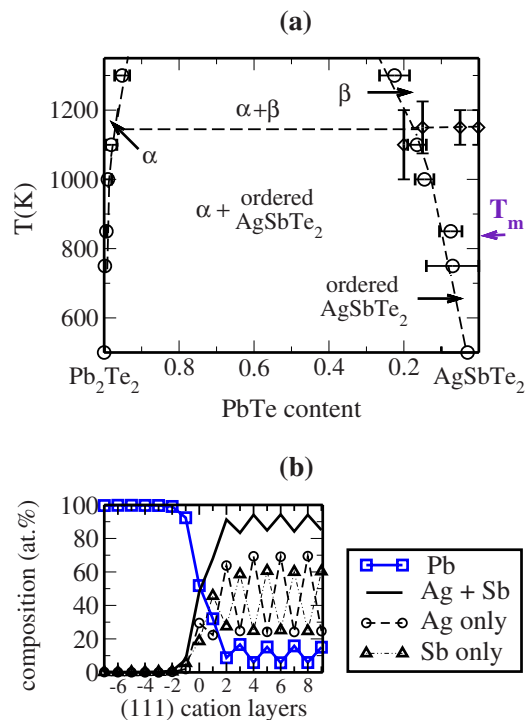 (a)
1200
1000
800
600
T(K)
β
α+β
α
α + ordered
AgSbTe₂
T_m
ordered
AgSbTe₂
Pb₂Te₂ 0.8 0.6 0.4 0.2 AgSbTe₂
PbTe content
(b)
100
80
60
40
20
0
composition (at.%)
-6 -4 -2 0 2 4 6 8
(111) cation layers
Pb
Ag + Sb
Ag only
Sb only